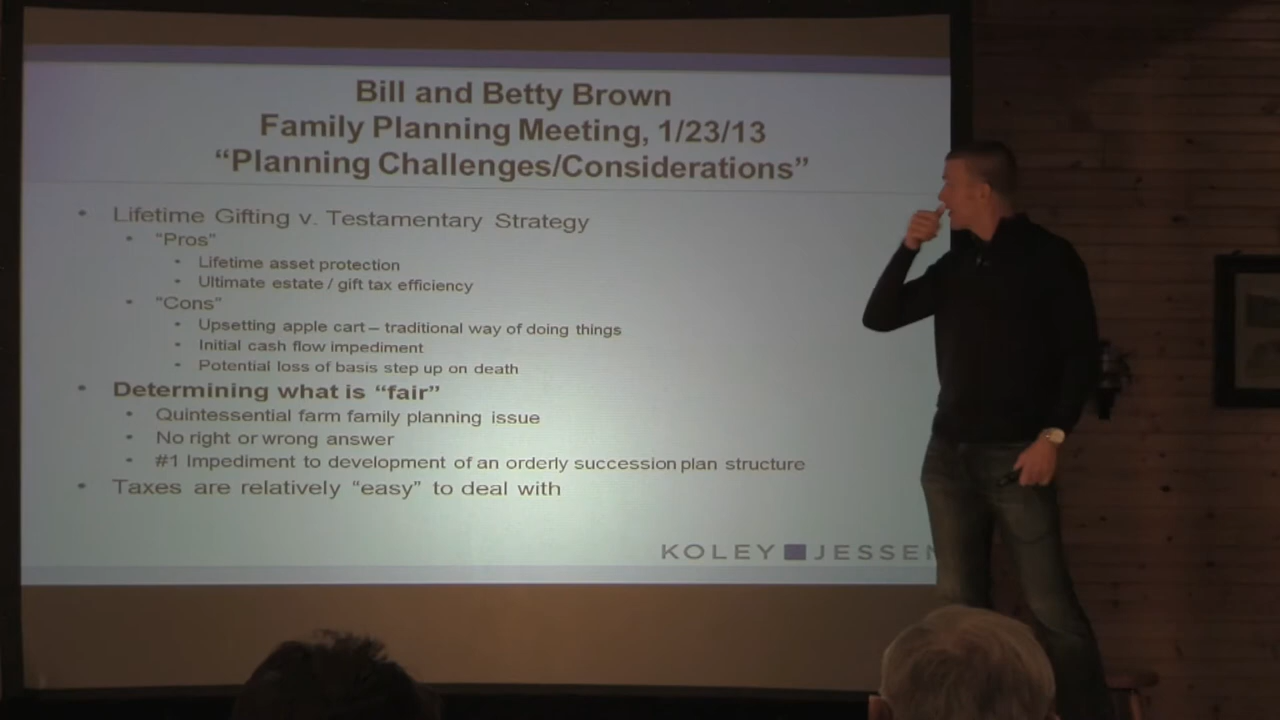 Bill and Betty Brown
Family Planning Meeting, 1/23/13
“Planning Challenges/Considerations”
• Lifetime Gifting v. Testamentary Strategy
• “Pros”
• Lifetime asset protection
• Ultimate estate / gift tax efficiency
• “Cons”
• Upsetting apple cart – traditional way of doing things
• Initial cash flow impediment
• Potential loss of basis step up on death
• Determining what is “fair”
• Quintessential farm family planning issue
• No right or wrong answer
• #1 Impediment to development of an orderly succession plan structure
• Taxes are relatively “easy” to deal with
KOLEY JESSEN